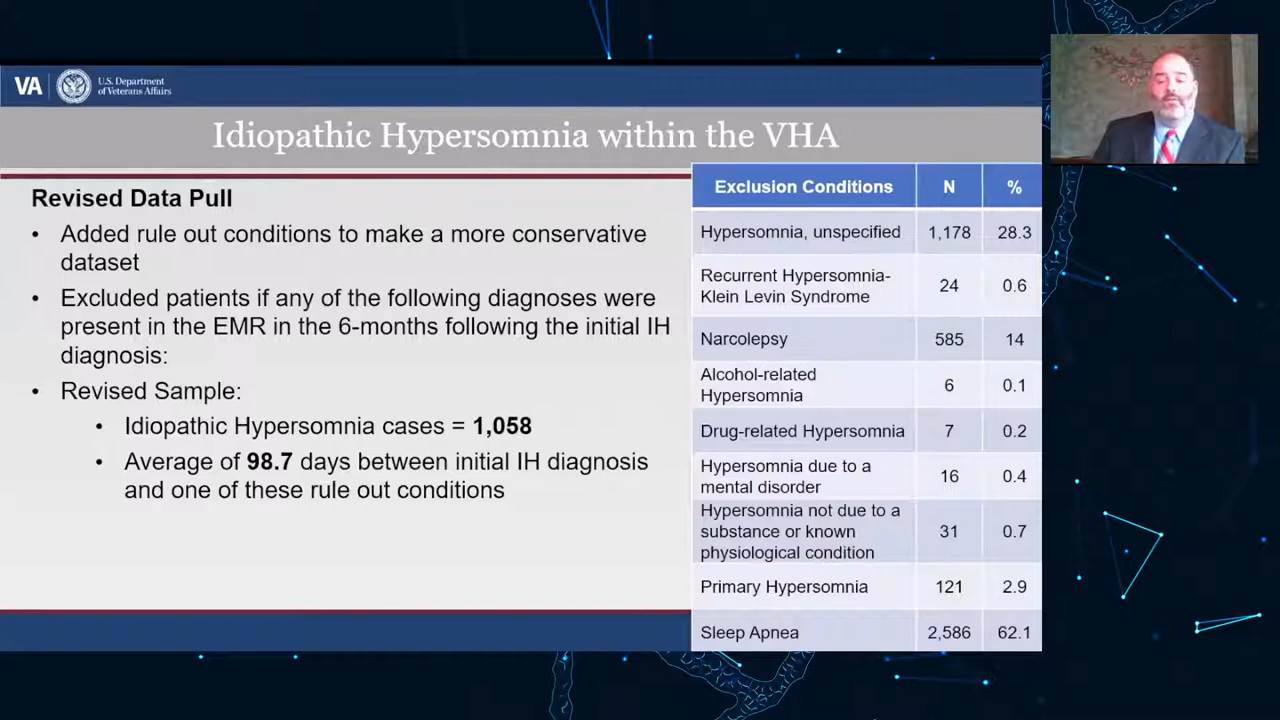 VA
U.S. Department
of Veterans Affairs
Idiopathic Hypersomnia within the VHA
Revised Data Pull
• Added rule out conditions to make a more conservative
dataset
• Excluded patients if any of the following diagnoses were
present in the EMR in the 6-months following the initial IH
diagnosis:
• Revised Sample:
• Idiopathic Hypersomnia cases = 1,058
• Average of 98.7 days between initial IH diagnosis
and one of these rule out conditions
Exclusion Conditions N %
Hypersomnia, unspecified 1,178 28.3
Recurrent Hypersomnia-
Klein Levin Syndrome 24 0.6
Narcolepsy 585 14
Alcohol-related
Hypersomnia 6 0.1
Drug-related Hypersomnia 7 0.2
Hypersomnia due to a
mental disorder 16 0.4
Hypersomnia not due to a
substance or known
physiological condition 31 0.7
Primary Hypersomnia 121 2.9
Sleep Apnea 2,586 62.1